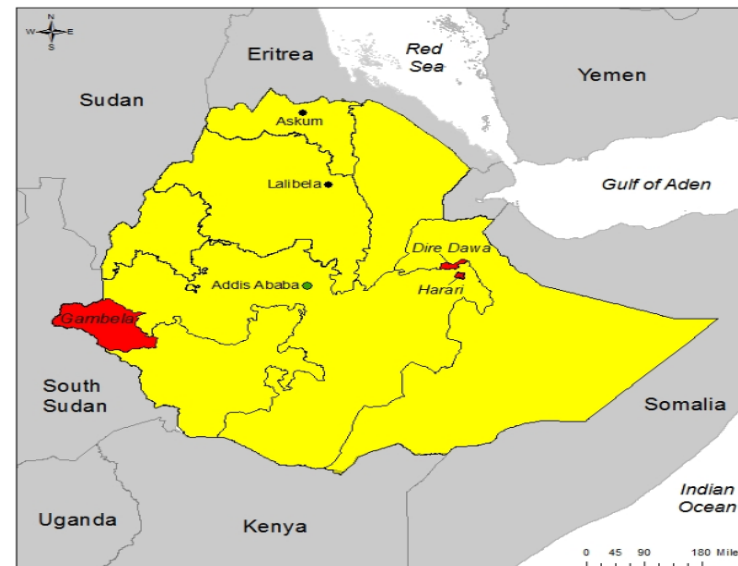 N
W E
S
Eritrea
Red
Sea
Yemen
Sudan
Askum
Lalibela
Gulf of Aden
Dire Dawa
Addis Ababa
Harari
Gambela
South
Sudan
Somalia
Indian
Ocean
Uganda
Kenya
0 45 90 180 Mile